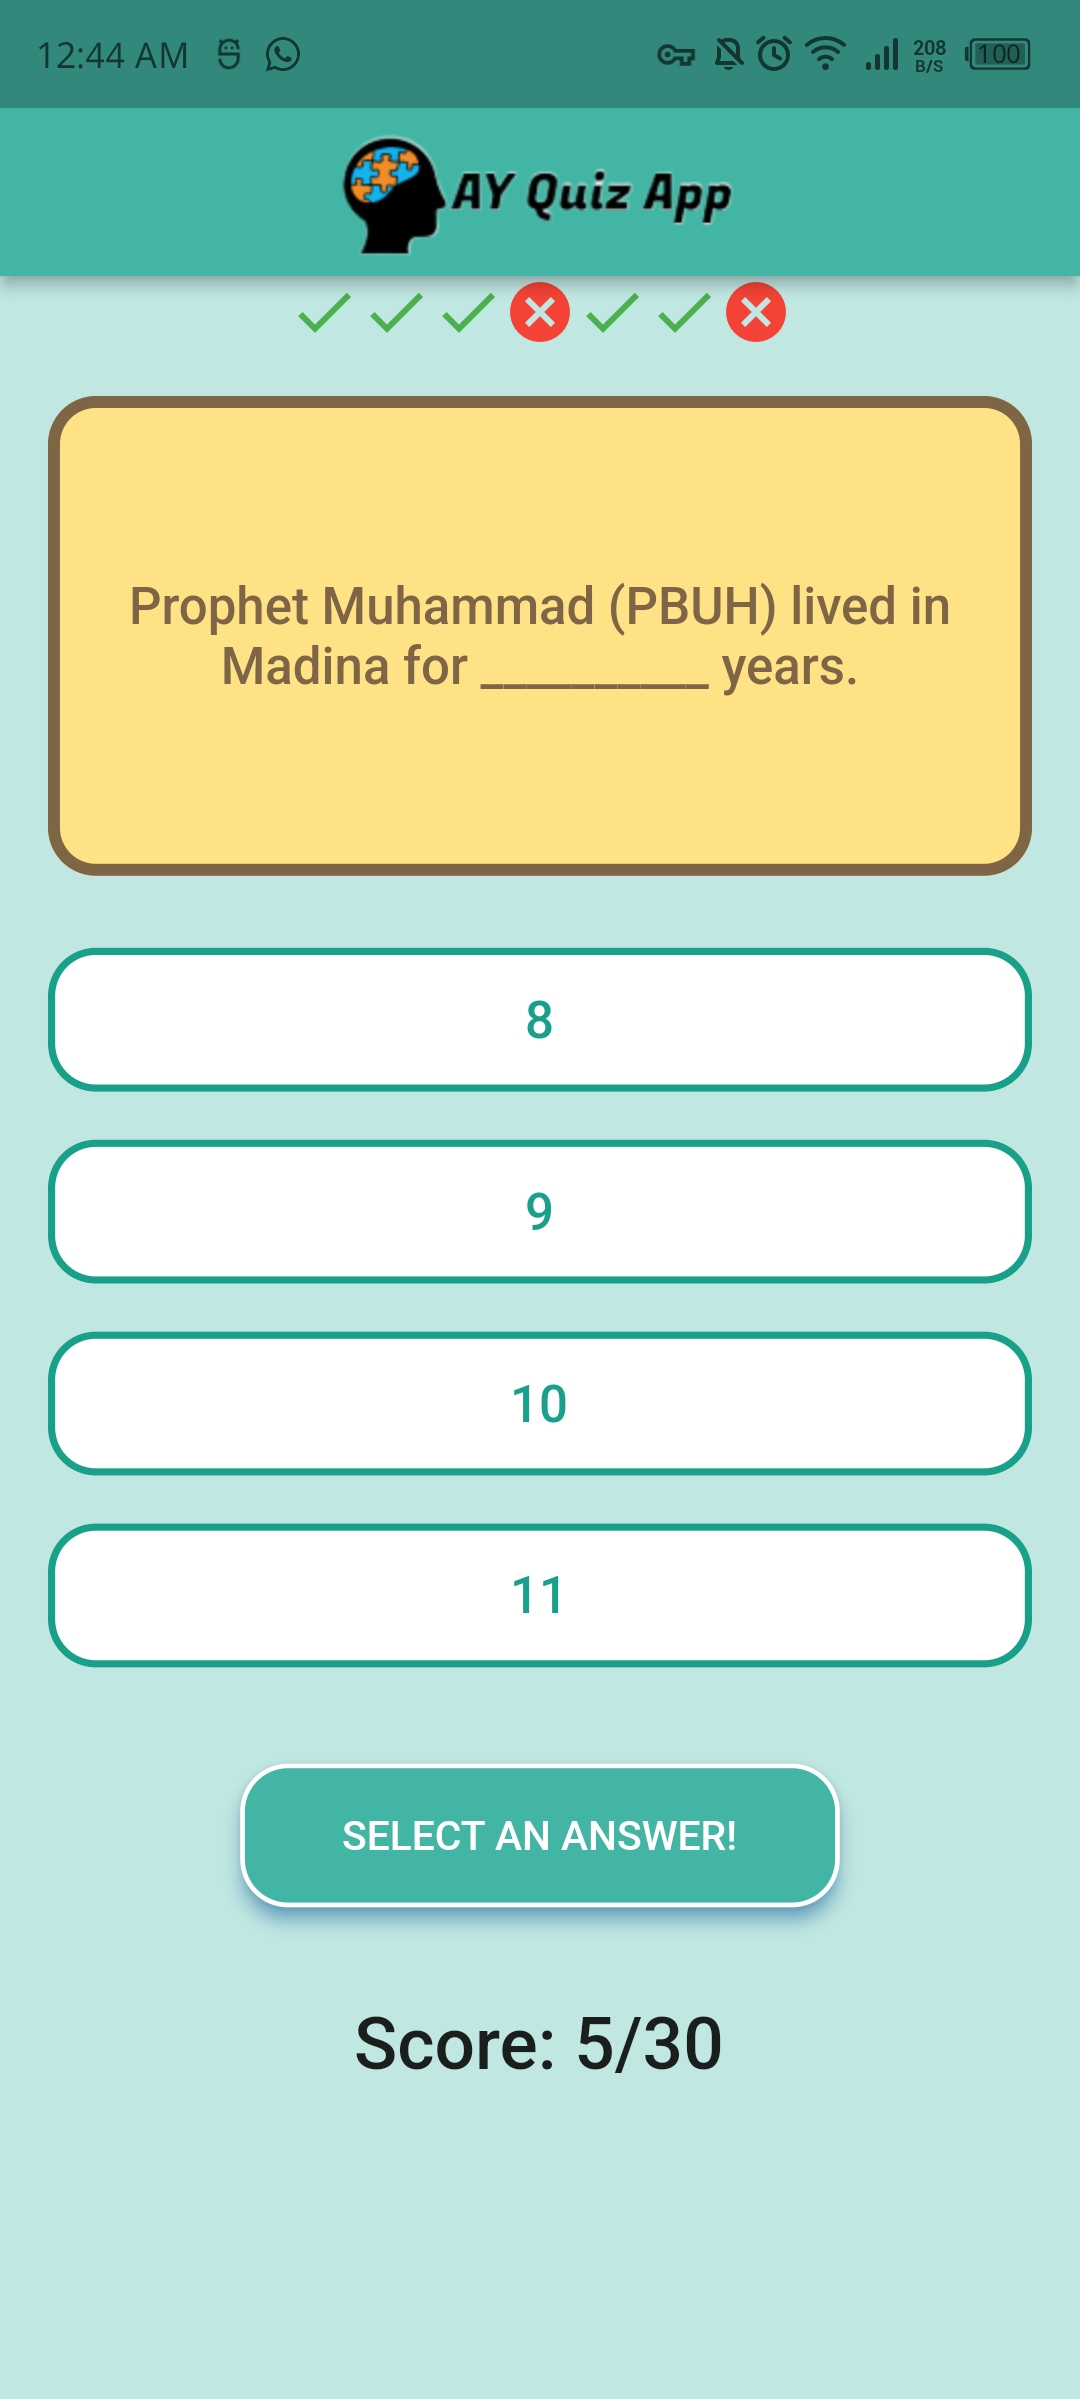 12:44 AM 208 B/S 100
AY Quiz App
Prophet Muhammad (PBUH) lived in
Madina for __________ years.
8
9
10
11
SELECT AN ANSWER!
Score: 5/30